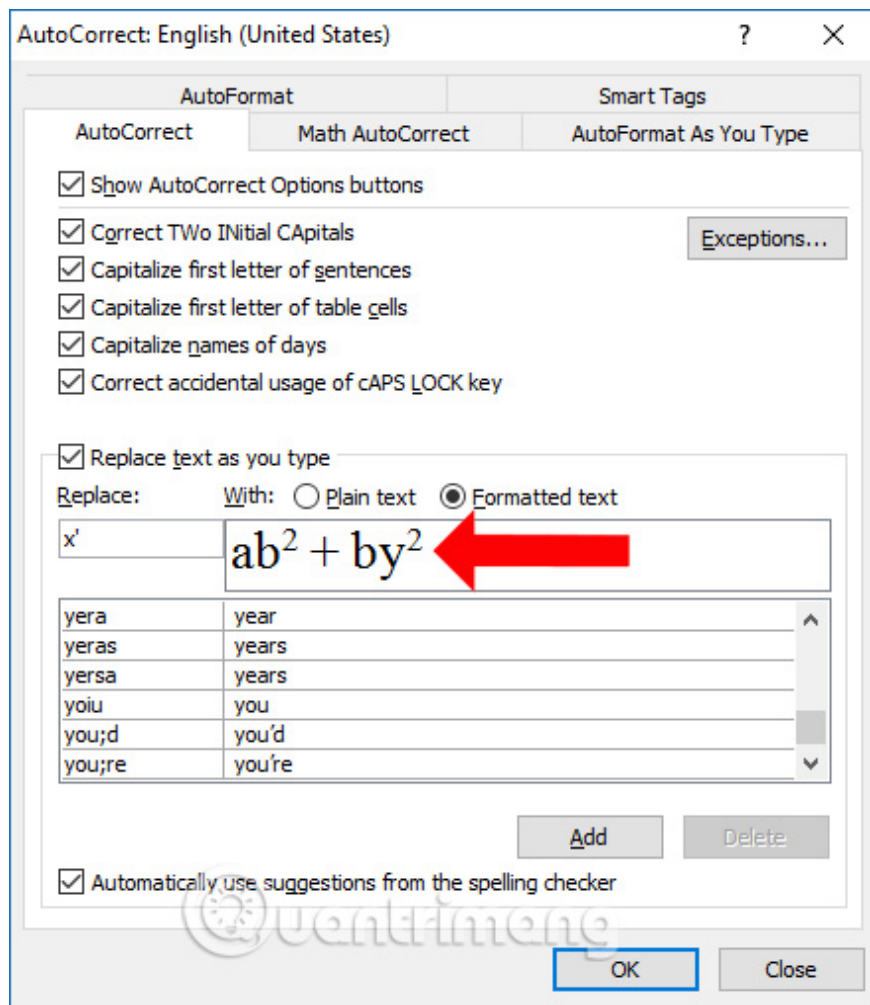 AutoCorrect: English (United States) ? ×
AutoFormat Smart Tags
AutoCorrect Math AutoCorrect AutoFormat As You Type
Show AutoCorrect Options buttons
Correct TWo INitial CApitals Exceptions...
Capitalize first letter of sentences
Capitalize first letter of table cells
Capitalize names of days
Correct accidental usage of cAPS LOCK key
Replace text as you type
Replace: With: Plain text Formatted text
x' ab² + by²
yera year
yeras years
yersa years
yoiu you
you;d you’d
you;re you’re
Add Delete
Automatically use suggestions from the spelling checker
Quantrimang
OK Close